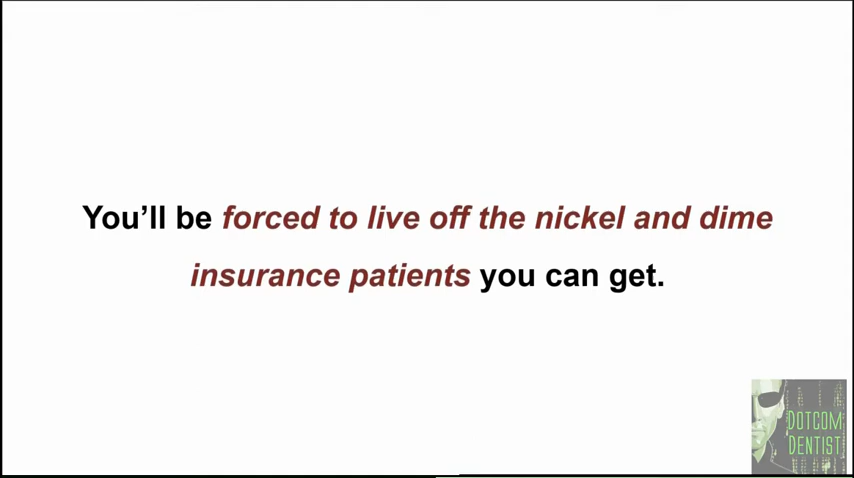 You’ll be forced to live off the nickel and dime
insurance patients you can get.
DOTCOM
DENTIST